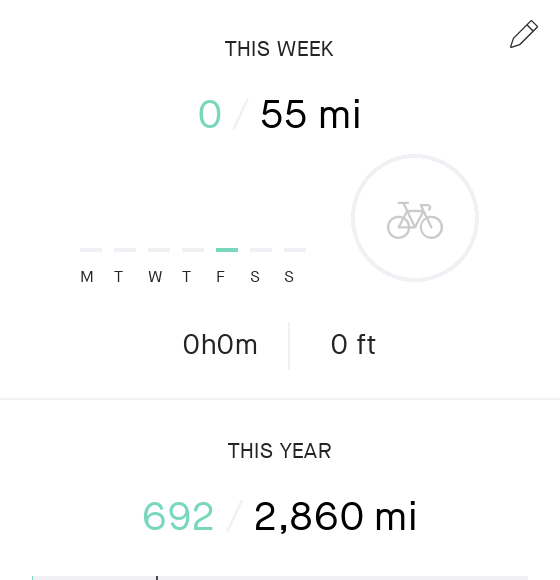 THIS WEEK
0 / 55 mi
M T W T F S S
0h0m 0 ft
THIS YEAR
692 / 2,860 mi